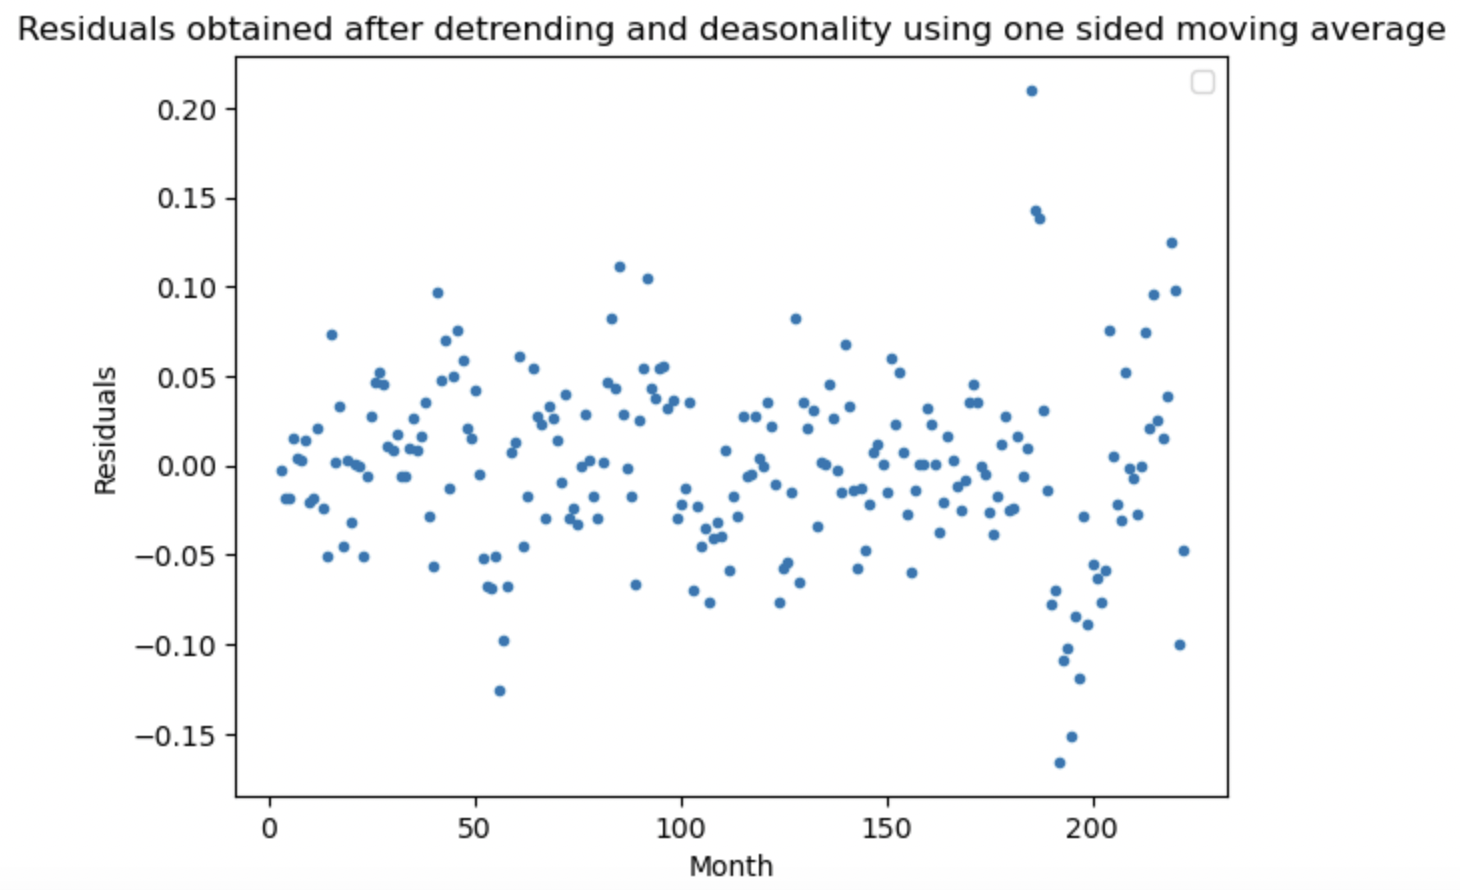 Residuals obtained after detrending and deasonality using one sided moving average
0.20
0.15
0.10
0.05
0.00
−0.05
−0.10
−0.15
Residuals
0 50 100 150 200
Month